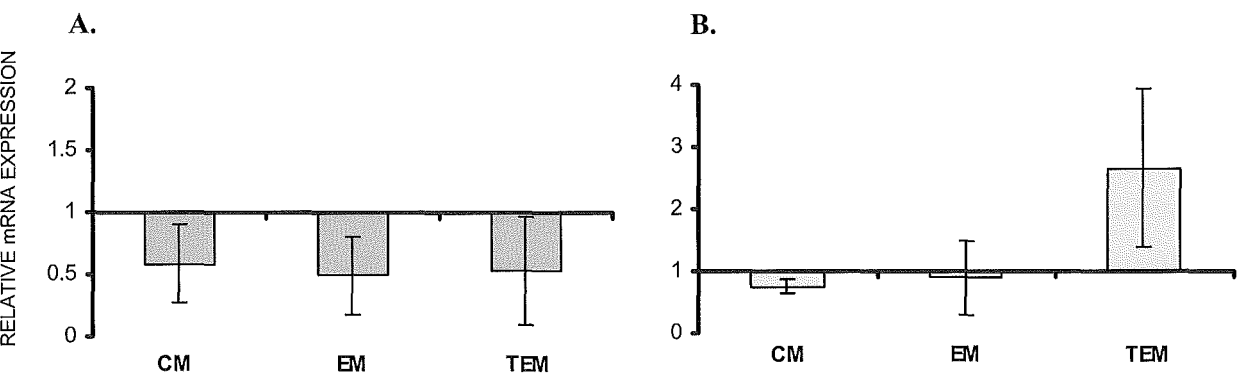 A.
RELATIVE mRNA EXPRESSION
2
1.5
1
0.5
0
CM EM TEM
B.
4
3
2
1
0
CM EM TEM